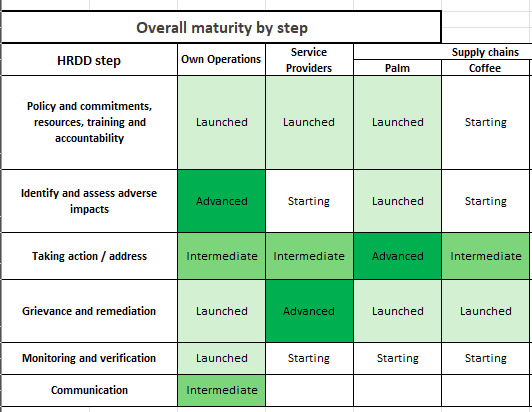 Overall maturity by step
HRDD step
Own Operations
Service
Providers
Supply chains
Palm
Coffee
Policy and commitments,
resources, training and
accountability
Launched
Launched
Launched
Starting
Identify and assess adverse
impacts
Advanced
Starting
Launched
Starting
Taking action / address
Intermediate
Intermediate
Advanced
Intermediate
Grievance and remediation
Launched
Advanced
Launched
Launched
Monitoring and verification
Launched
Starting
Starting
Starting
Communication
Intermediate